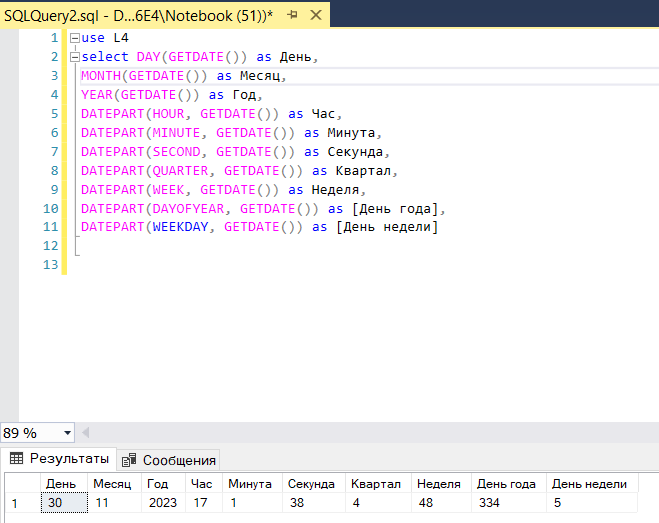 SQLQuery2.sql - D...6E4\Notebook (51))*
1 use L4
2 select DAY(GETDATE()) as День,
3 MONTH(GETDATE()) as Месяц,
4 YEAR(GETDATE()) as Год,
5 DATEPART(HOUR, GETDATE()) as Час,
6 DATEPART(MINUTE, GETDATE()) as Минута,
7 DATEPART(SECOND, GETDATE()) as Секунда,
8 DATEPART(QUARTER, GETDATE()) as Квартал,
9 DATEPART(WEEK, GETDATE()) as Неделя,
10 DATEPART(DAYOFYEAR, GETDATE()) as [День года],
11 DATEPART(WEEKDAY, GETDATE()) as [День недели]
12
13
89 %
Результаты Сообщения
День Месяц Год Час Минута Секунда Квартал Неделя День года День недели
1 30 11 2023 17 1 38 4 48 334 5